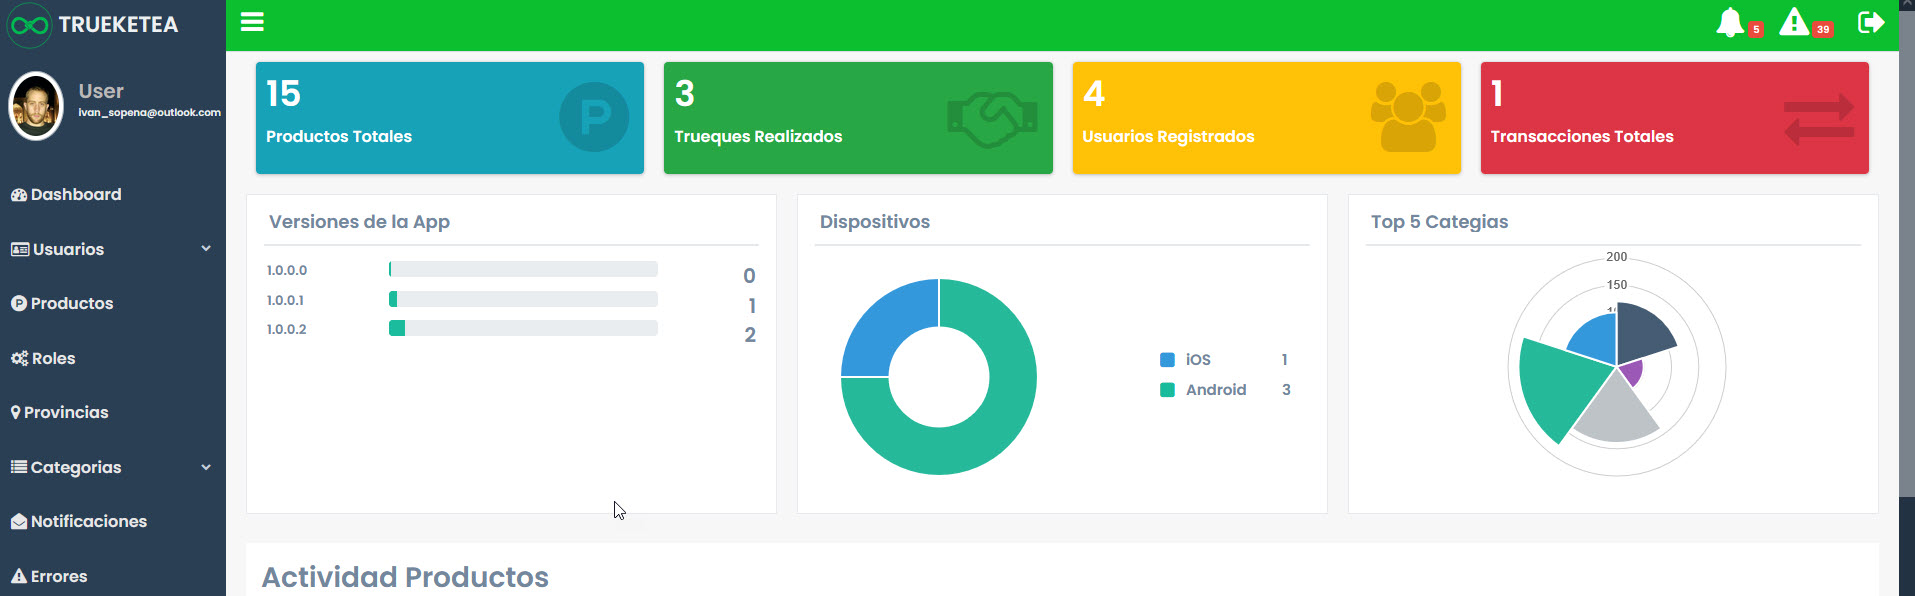 TRUEKETEA
5
39
User
ivan_sopena@outlook.com
Dashboard
Usuarios
Productos
Roles
Provincias
Categorias
Notificaciones
Errores
15
Productos Totales
3
Trueques Realizados
4
Usuarios Registrados
1
Transacciones Totales
Versiones de la App
1.0.0.0 0
1.0.0.1 1
1.0.0.2 2
Dispositivos
iOS 1
Android 3
Top 5 Categias
200
150
Actividad Productos